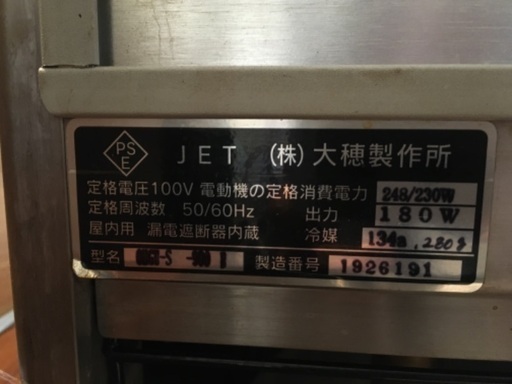 PS
E
JET (株) 大穂製作所
定格電圧100V 電動機の定格消費電力 248/230W
定格周波数 50/60Hz 出力 180W
屋内用 漏電遮断器内蔵 冷媒 134a, 280g
型名 製造番号 1926191